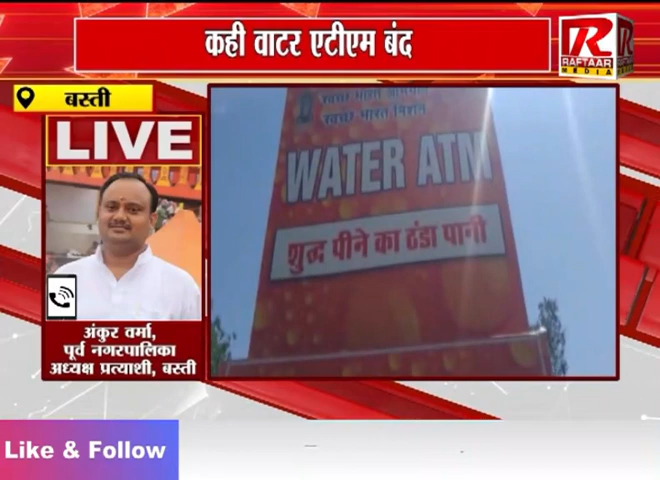 कही वाटर एटीएम बंद
R
RAFTAAR
MEDIA
बस्ती
LIVE
स्वच्छ भारत मिशन
WATER ATM
शुद्ध पीने का ठंडा पानी
अंकुर वर्मा,
पूर्व नगरपालिका
अध्यक्ष प्रत्याशी, बस्ती
Like & Follow